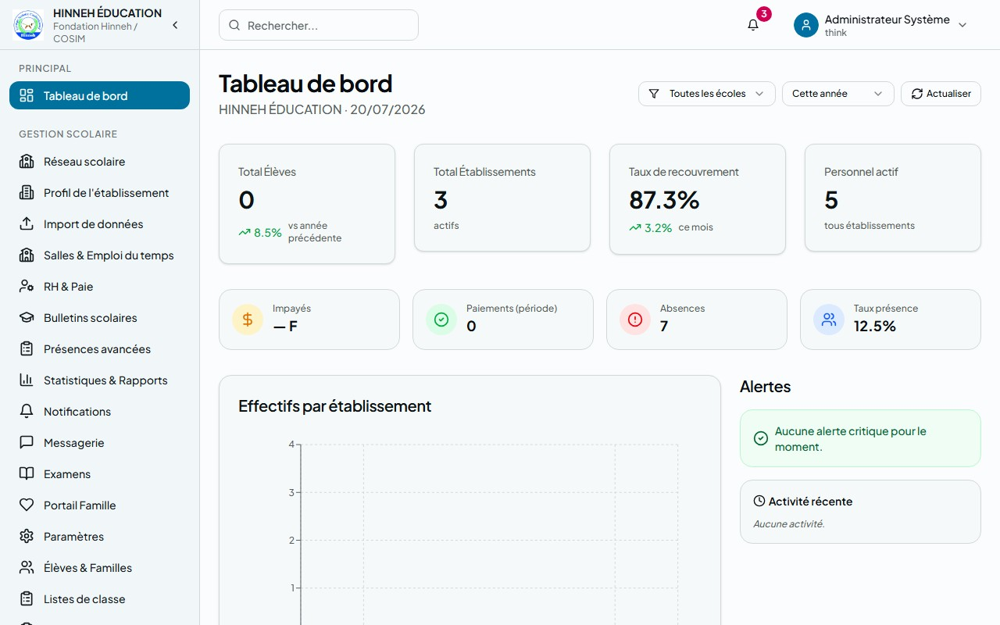 HINNEH ÉDUCATION
Fondation Hinneh /
COSIM
Rechercher...
3
Administrateur Système
think
PRINCIPAL
Tableau de bord
GESTION SCOLAIRE
Réseau scolaire
Profil de l'établissement
Import de données
Salles & Emploi du temps
RH & Paie
Bulletins scolaires
Présences avancées
Statistiques & Rapports
Notifications
Messagerie
Examens
Portail Famille
Paramètres
Élèves & Familles
Listes de classe
Tableau de bord
HINNEH ÉDUCATION · 20/07/2026
Toutes les écoles
Cette année
Actualiser
Total Élèves
0
8.5% vs année
précédente
Total Établissements
3
actifs
Taux de recouvrement
87.3%
3.2% ce mois
Personnel actif
5
tous établissements
Impayés
— F
Paiements (période)
0
Absences
7
Taux présence
12.5%
Effectifs par établissement
4
3
2
1
Alertes
Aucune alerte critique pour le
moment.
Activité récente
Aucune activité.